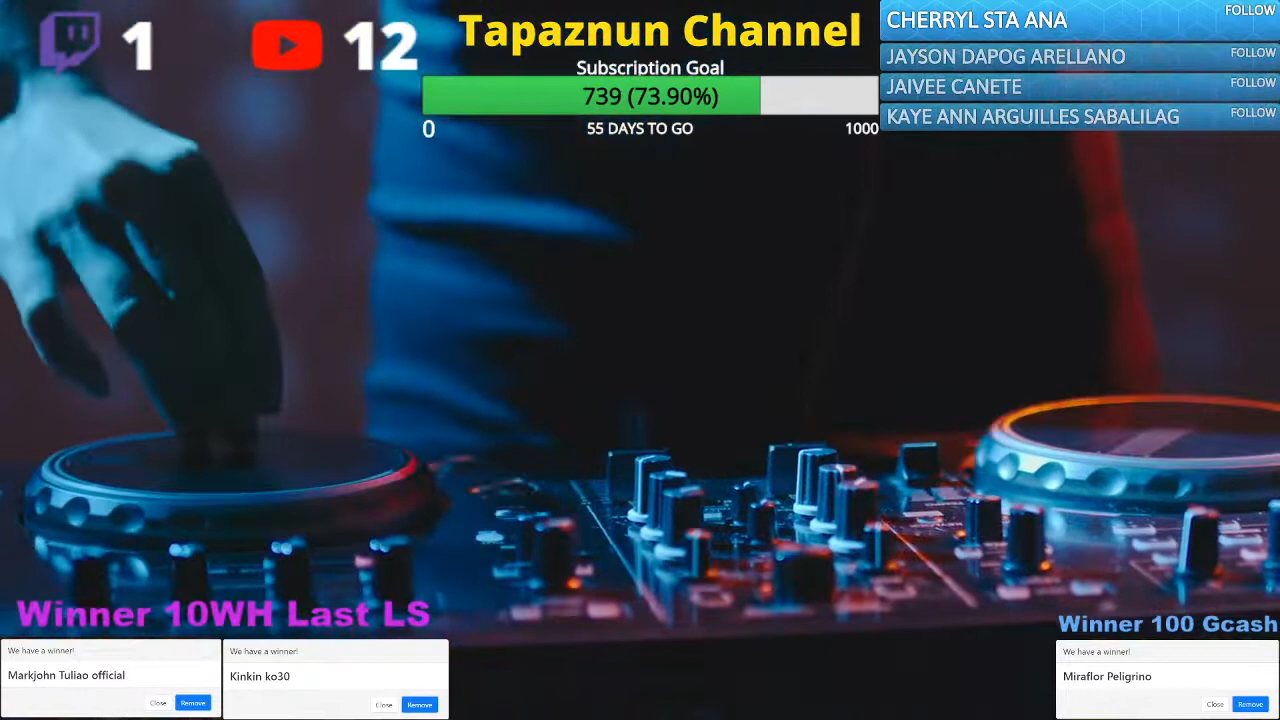 1
12
Tapaznun Channel
Subscription Goal
739 (73.90%)
0
55 DAYS TO GO
1000
CHERRYL STA ANA
FOLLOW
JAYSON DAPOG ARELLANO
FOLLOW
JAIVEE CANETE
FOLLOW
KAYE ANN ARGUILLES SABALILAG
FOLLOW
Winner 10WH Last LS
We have a winner!
Markjohn Tuliao official
Close
Remove
We have a winner!
Kinkin ko30
Close
Remove
Winner 100 Gcash
We have a winner!
Miraflor Peligrino
Close
Remove